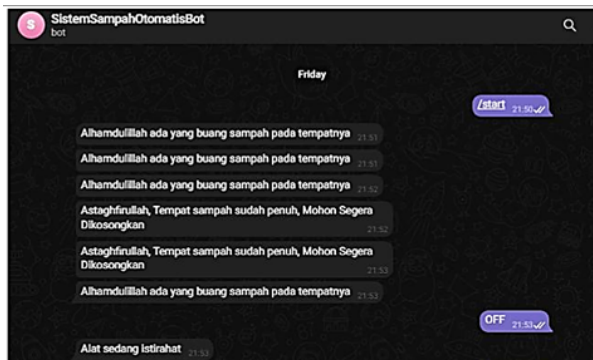 S
SistemSampahOtomatisBot
bot
Friday
/start 21:50
Alhamdulillah ada yang buang sampah pada tempatnya 21:51
Alhamdulillah ada yang buang sampah pada tempatnya 21:51
Alhamdulillah ada yang buang sampah pada tempatnya 21:52
Astaghfirullah, Tempat sampah sudah penuh, Mohon Segera
Dikosongkan 21:52
Astaghfirullah, Tempat sampah sudah penuh, Mohon Segera
Dikosongkan 21:53
Alhamdulillah ada yang buang sampah pada tempatnya 21:53
OFF 21:53
Alat sedang istirahat 21:53